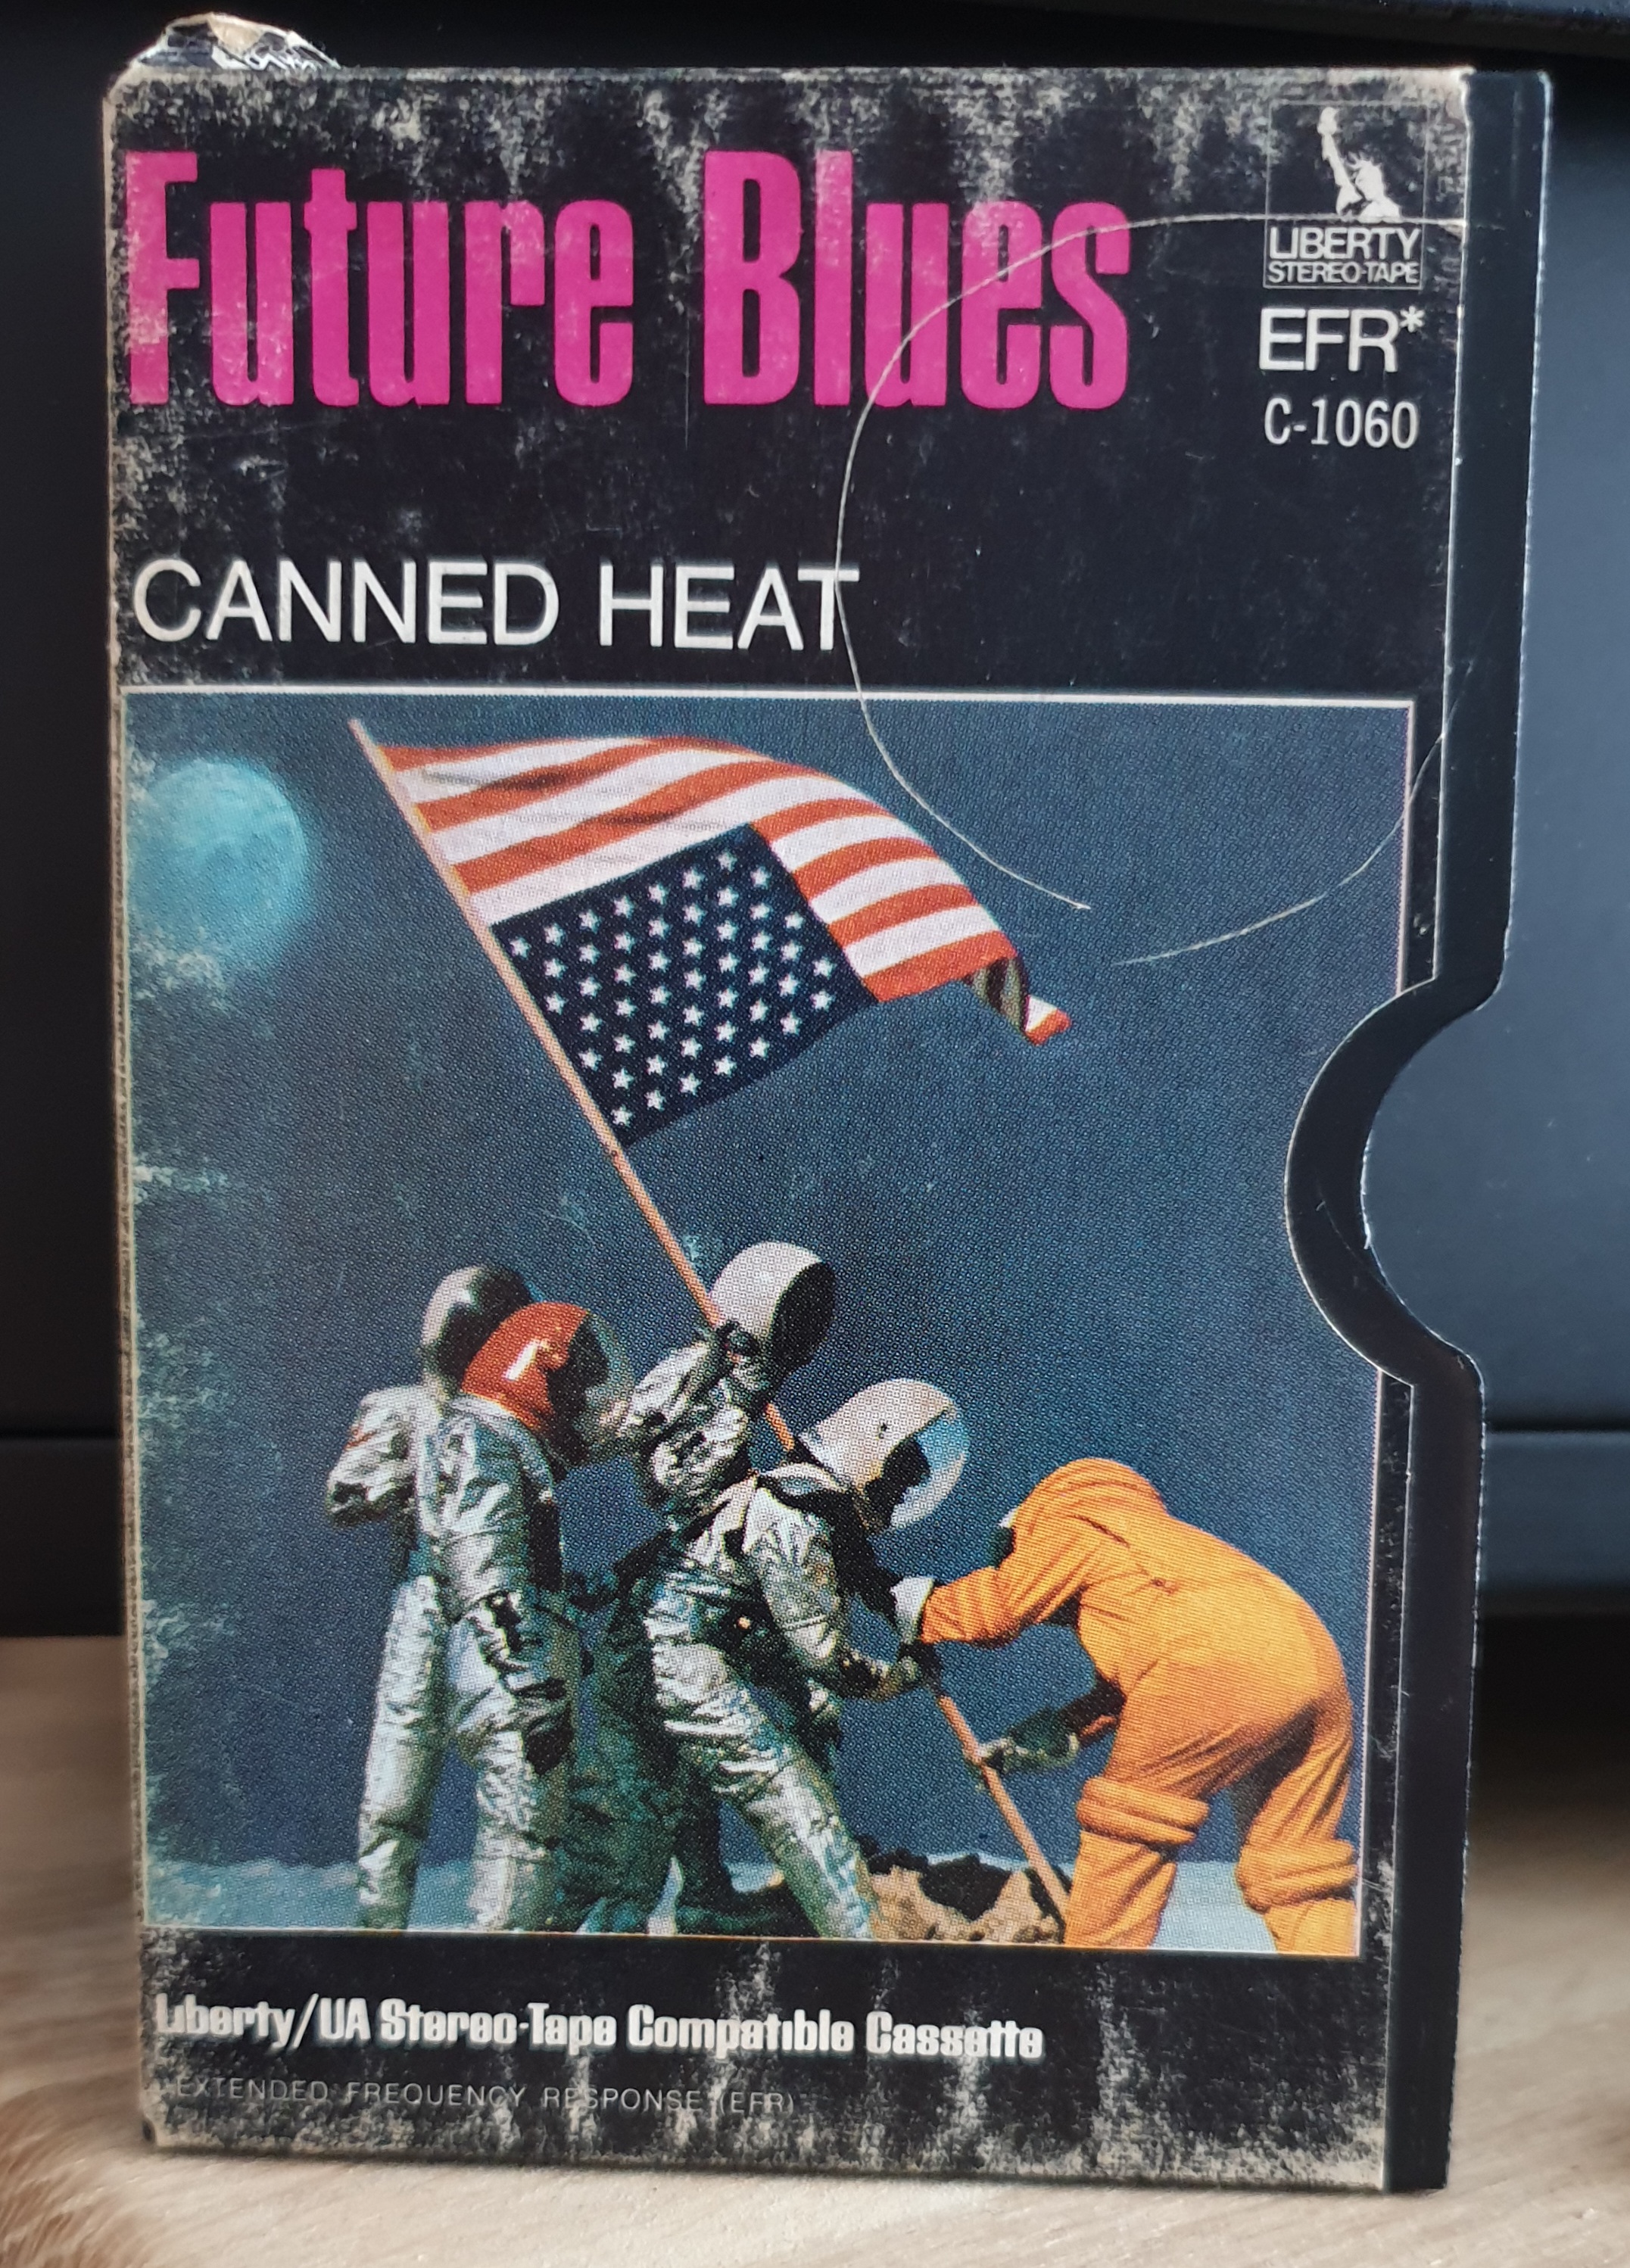 Future Blues
LIBERTY
STEREO-TAPE
EFR*
C-1060
CANNED HEAT
Liberty/UA Stereo-Tape Compatible Cassette
EXTENDED FREQUENCY RESPONSE (EFR)